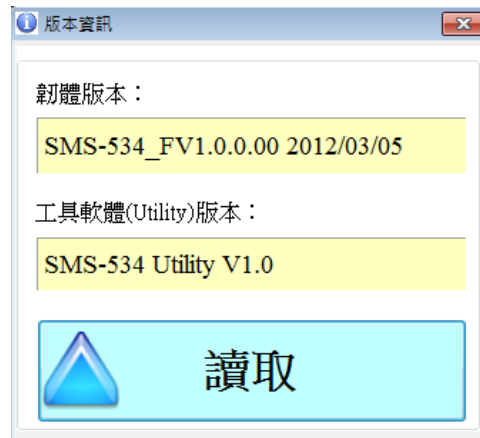 版本資訊
韌體版本：
SMS-534_FV1.0.0.00 2012/03/05
工具軟體(Utility)版本：
SMS-534 Utility V1.0
讀取